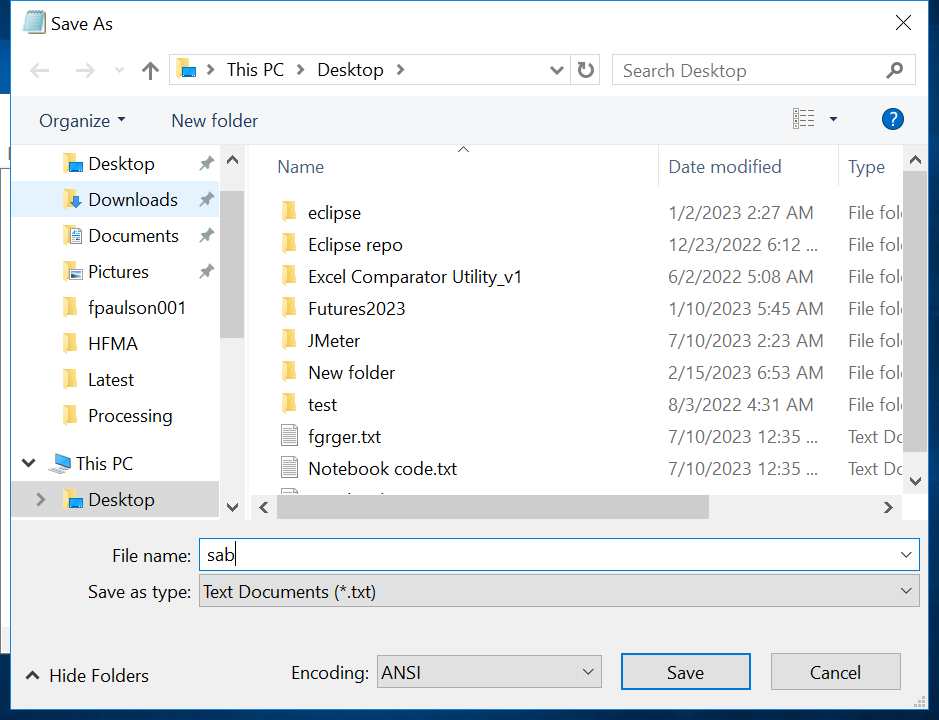 Save As
This PC > Desktop >
Search Desktop
Organize
New folder
?
Desktop
Downloads
Documents
Pictures
fpaulson001
HFMA
Latest
Processing
This PC
Desktop
Name Date modified Type
eclipse 1/2/2023 2:27 AM File fol
Eclipse repo 12/23/2022 6:12 ... File fol
Excel Comparator Utility_v1 6/2/2022 5:08 AM File fol
Futures2023 1/10/2023 5:45 AM File fol
JMeter 7/10/2023 2:23 AM File fol
New folder 2/15/2023 6:53 AM File fol
test 8/3/2022 4:31 AM File fol
fgrger.txt 7/10/2023 12:35 ... Text Do
Notebook code.txt 7/10/2023 12:35 ... Text Do
File name: sab
Save as type: Text Documents (*.txt)
Hide Folders
Encoding: ANSI
Save
Cancel